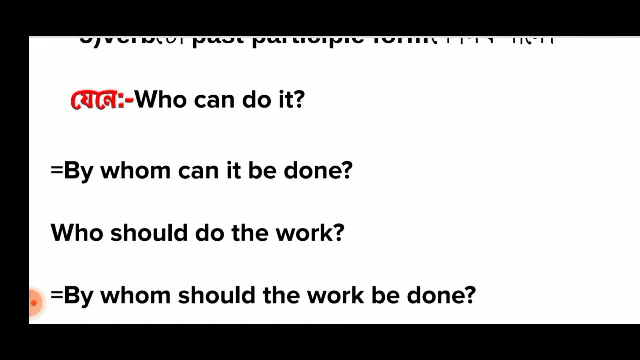 যেনে:-Who can do it?
=By whom can it be done?
Who should do the work?
=By whom should the work be done?